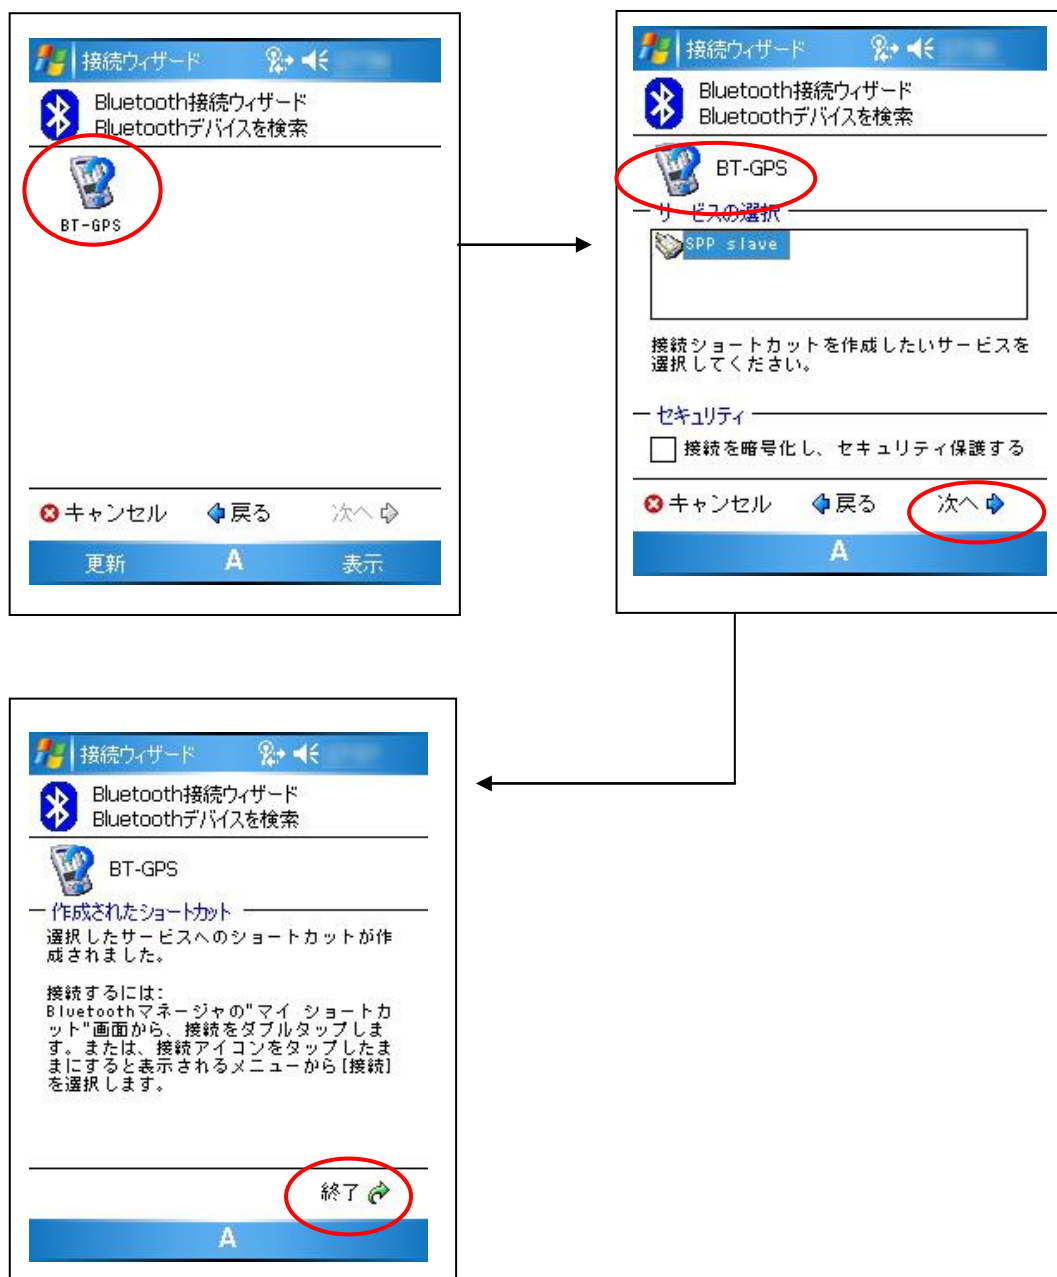 接続ウィザード
Bluetooth接続ウィザード
Bluetoothデバイスを検索
BT-GPS
キャンセル 戻る 次へ
更新 A 表示
接続ウィザード
Bluetooth接続ウィザード
Bluetoothデバイスを検索
BT-GPS
サービスの選択
SPP slave
接続ショートカットを作成したいサービスを
選択してください。
セキュリティ
接続を暗号化し、セキュリティ保護する
キャンセル 戻る 次へ
A
接続ウィザード
Bluetooth接続ウィザード
Bluetoothデバイスを検索
BT-GPS
作成されたショートカット
選択したサービスへのショートカットが作
成されました。
接続するには:
Bluetoothマネージャの"マイ ショートカ
ット"画面から、接続をダブルタップしま
す。または、接続アイコンをタップしたま
まにすると表示されるメニューから[接続]
を選択します。
終了
A